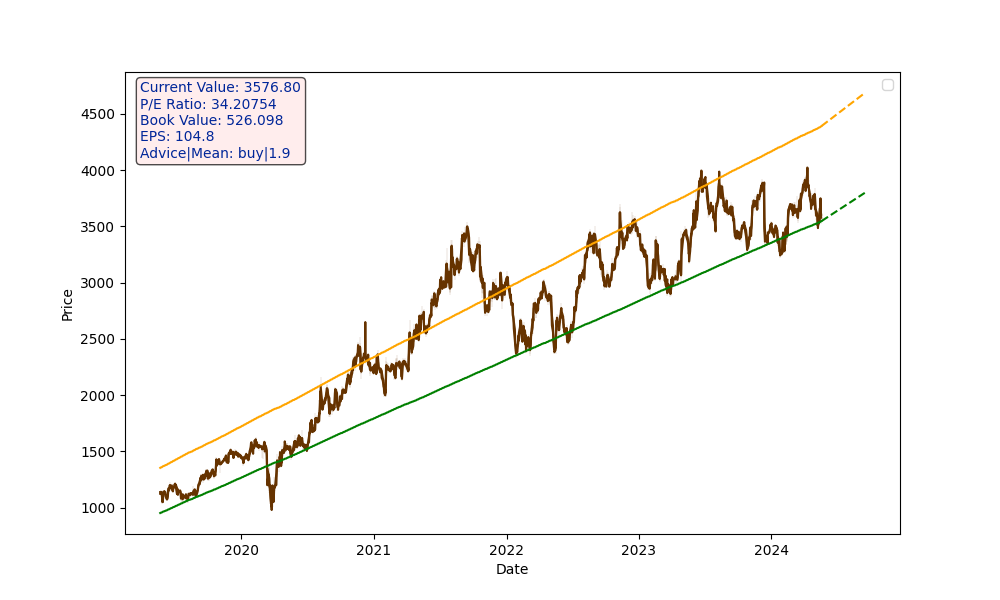 Current Value: 3576.80
P/E Ratio: 34.20754
Book Value: 526.098
EPS: 104.8
Advice|Mean: buy|1.9
4500
4000
3500
3000
2500
2000
1500
1000
Price
2020
2021
2022
2023
2024
Date